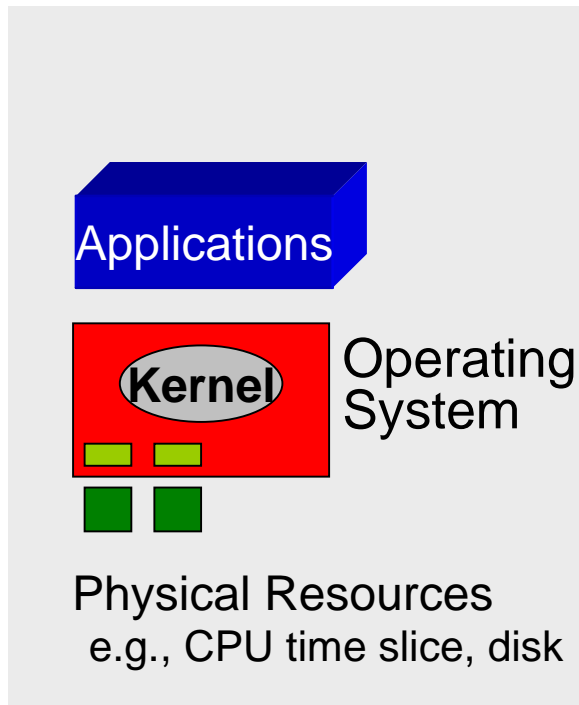 Applications
Kernel
Operating
System
Physical Resources
e.g., CPU time slice, disk